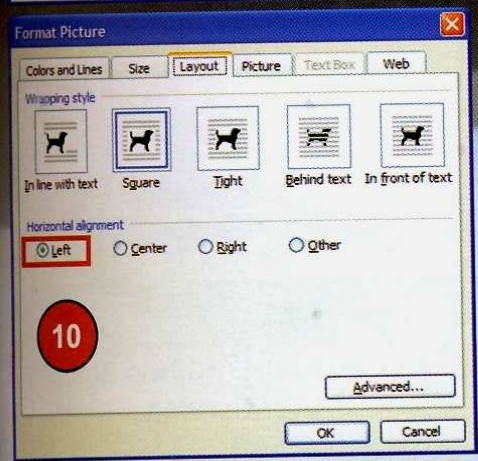 Format Picture
Colors and Lines Size Layout Picture Text Box Web
Wrapping style
In line with text Square Tight Behind text In front of text
Horizontal alignment
Left Center Right Other
10
Advanced...
OK Cancel